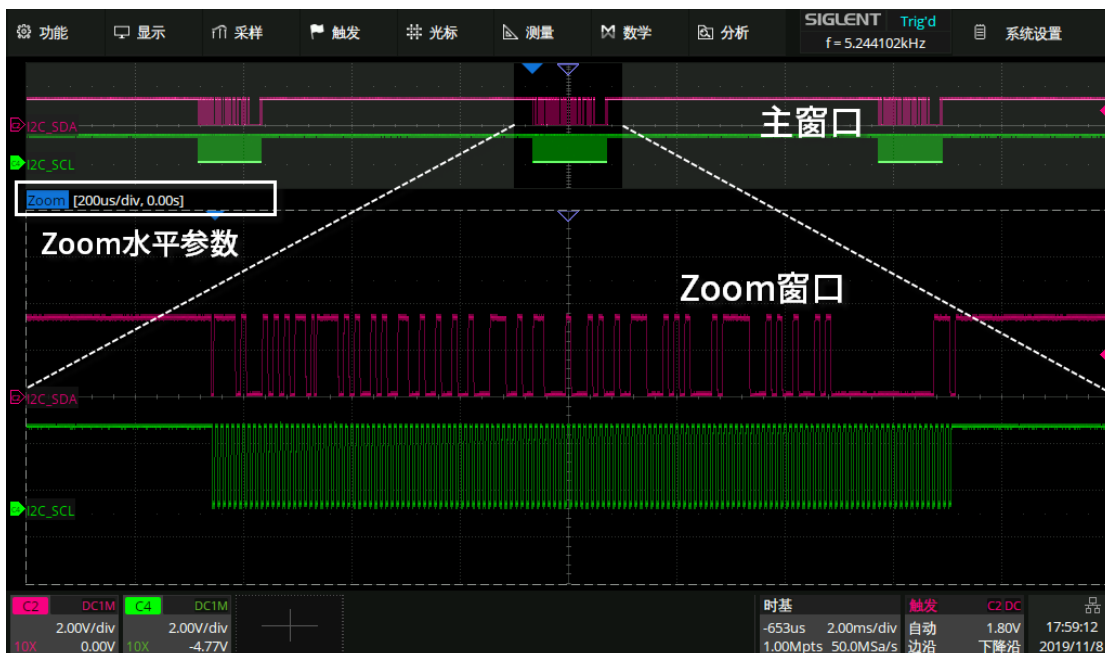 功能 显示 采样 触发 光标 测量 数学 分析 SIGLENT Trig'd 系统设置
f = 5.244102kHz
主窗口
C2 I2C_SDA
C4 I2C_SCL
Zoom [200us/div, 0.00s]
Zoom水平参数
Zoom窗口
C2 I2C_SDA
C4 I2C_SCL
C2 DC1M C4 DC1M 时基 触发 C2 DC
2.00V/div 2.00V/div -653us 2.00ms/div 自动 1.80V 17:59:12
10X 0.00V 10X -4.77V 1.00Mpts 50.0MSa/s 边沿 下降沿 2019/11/8